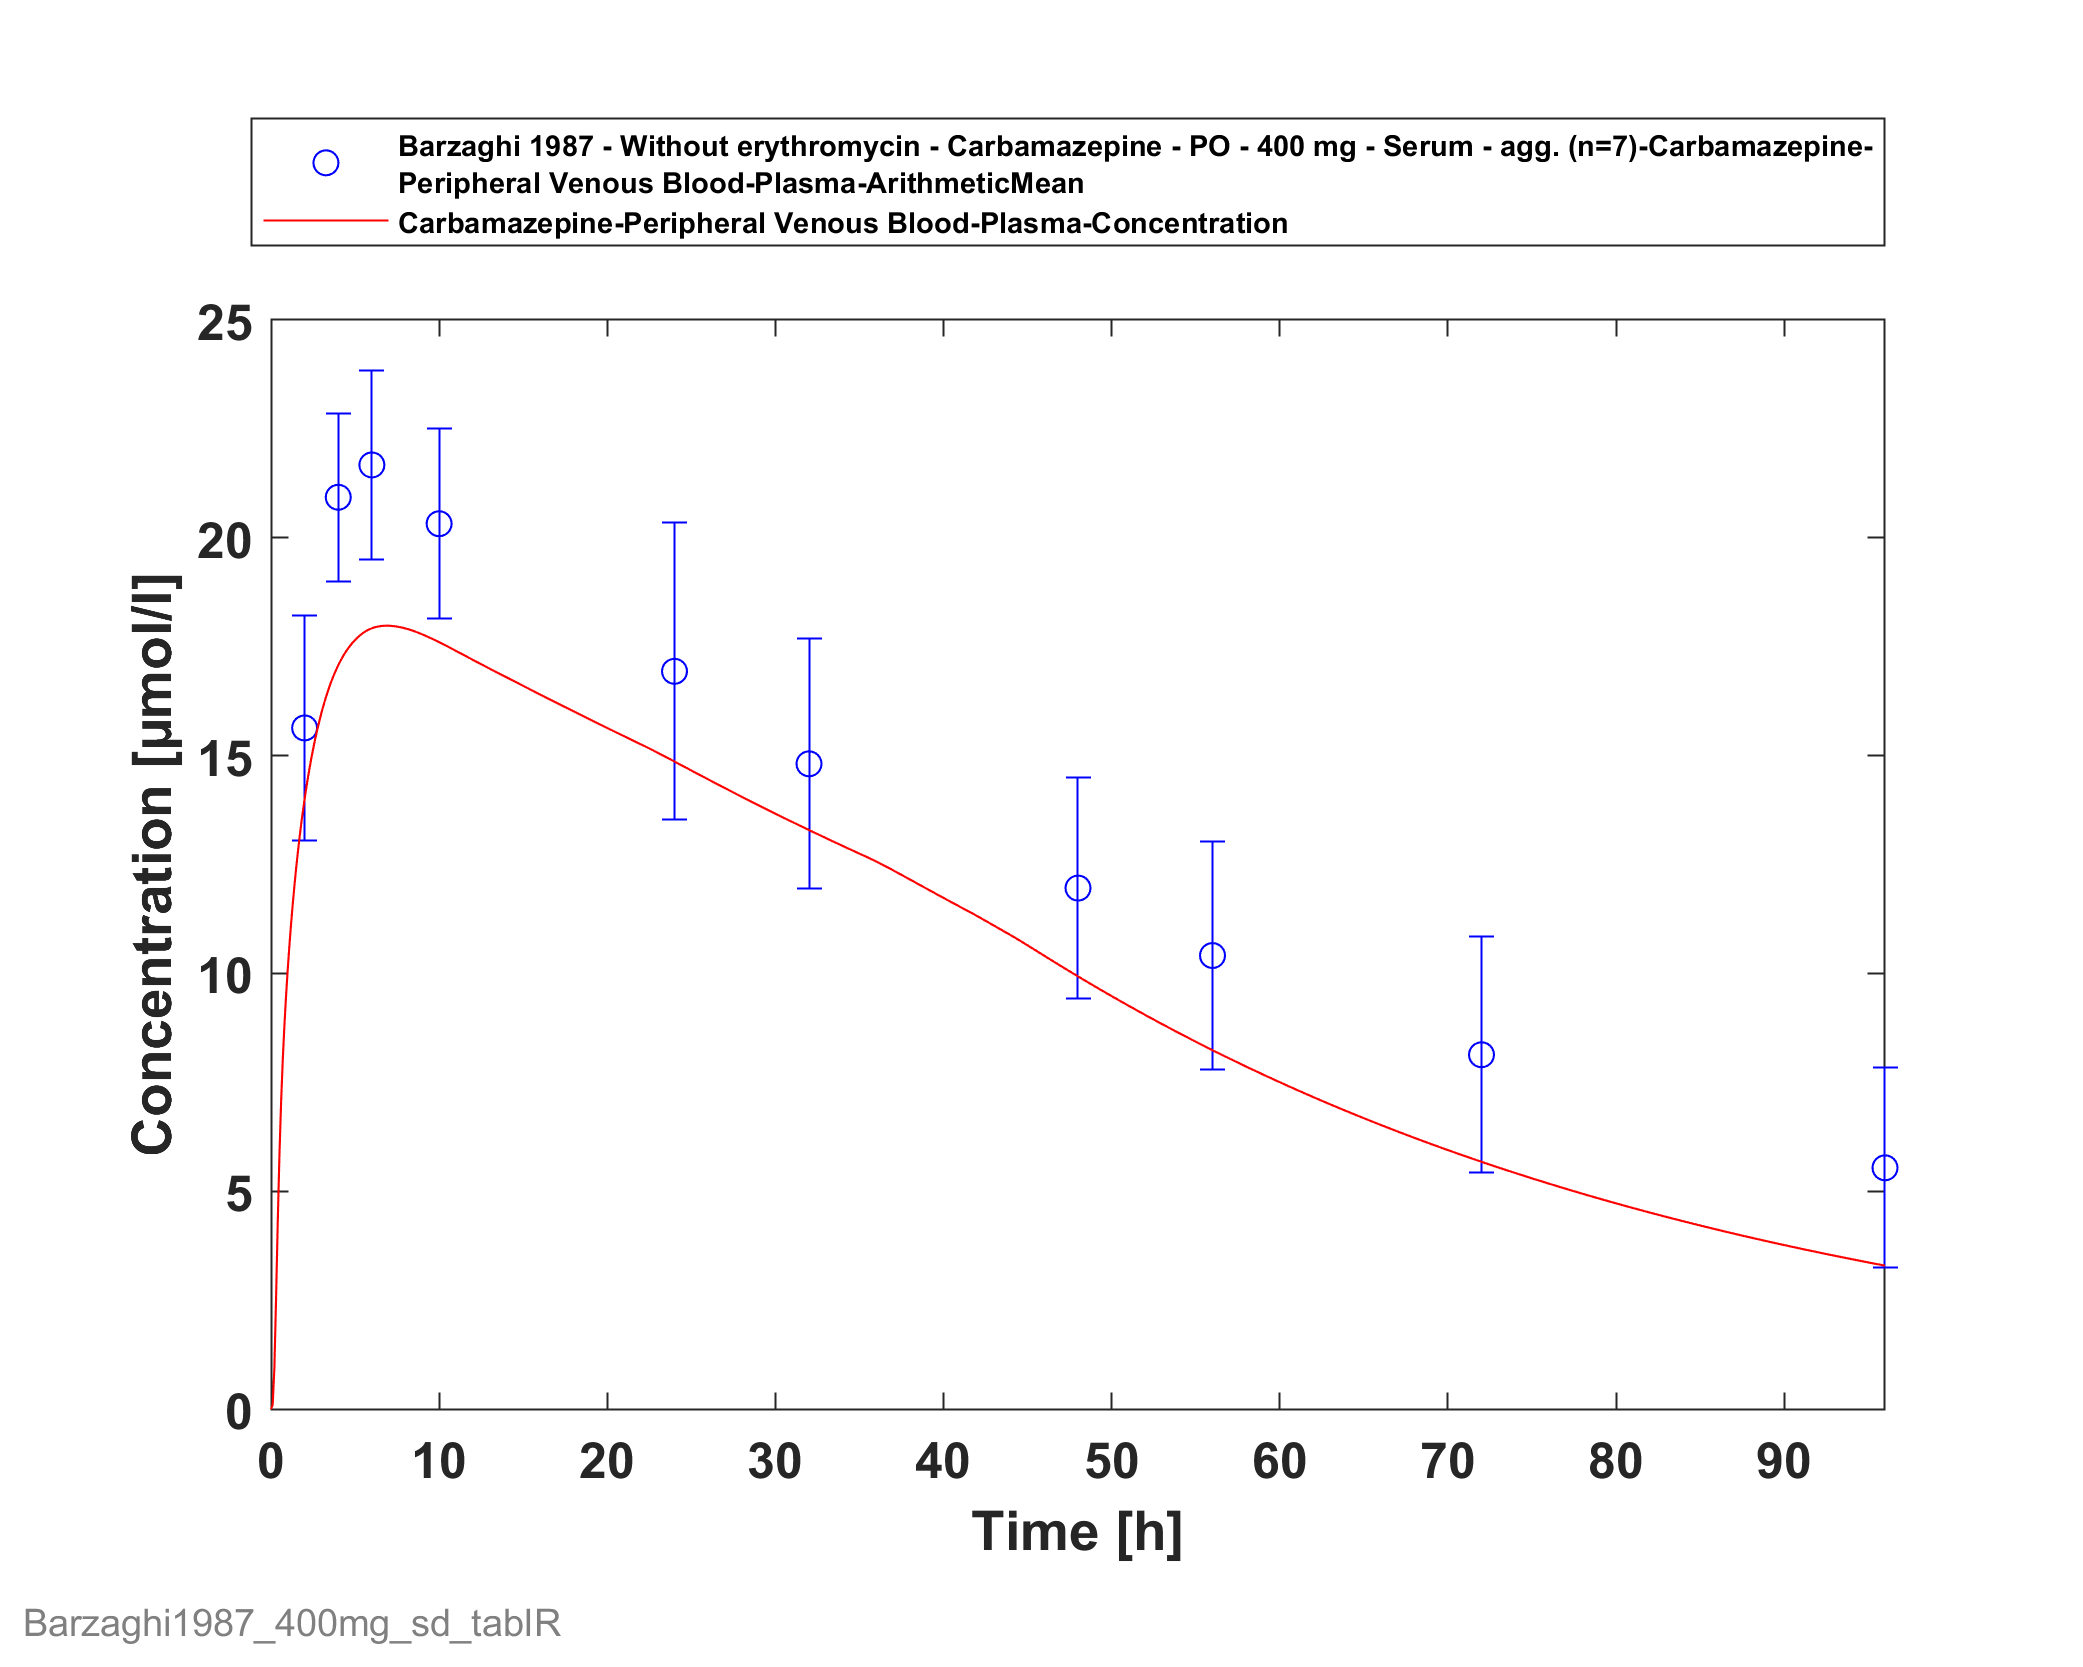 Barzaghi 1987 - Without erythromycin - Carbamazepine - PO - 400 mg - Serum - agg. (n=7)-Carbamazepine-
Peripheral Venous Blood-Plasma-ArithmeticMean
Carbamazepine-Peripheral Venous Blood-Plasma-Concentration
25
20
15
10
5
0
Concentration [µmol/l]
0 10 20 30 40 50 60 70 80 90
Time [h]
Barzaghi1987_400mg_sd_tablR